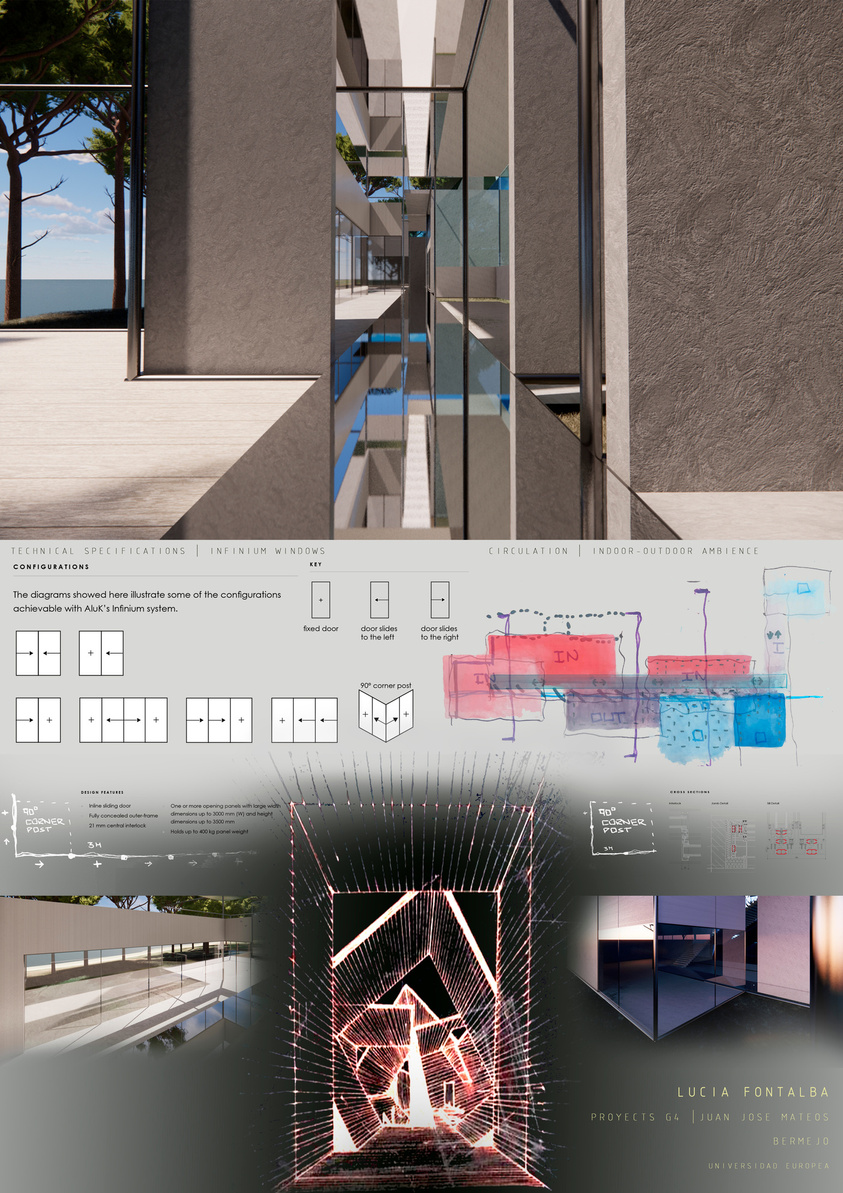 TECHNICAL SPECIFICATIONS | INFINIUM WINDOWS
CONFIGURATIONS
The diagrams showed here illustrate some of the configurations
achievable with AluK's Infinium system.
KEY
fixed door
door slides
to the left
door slides
to the right
90° corner post
CIRCULATION | INDOOR-OUTDOOR AMBIENCE
IN
IN
IN
OUT
90°
CORNER
POST
3M
DESIGN FEATURES
Inline sliding door
Fully concealed outer-frame
21 mm central interlock
One or more opening panels with large width
dimensions up to 3000 mm (W) and height
dimensions up to 3500 mm
Holds up to 400 kg panel weight
90°
CORNER
POST
3M
CROSS SECTIONS
LUCIA FONTALBA
PROYECTS G4 | JUAN JOSE MATEOS
BERMEJO
UNIVERSIDAD EUROPEA